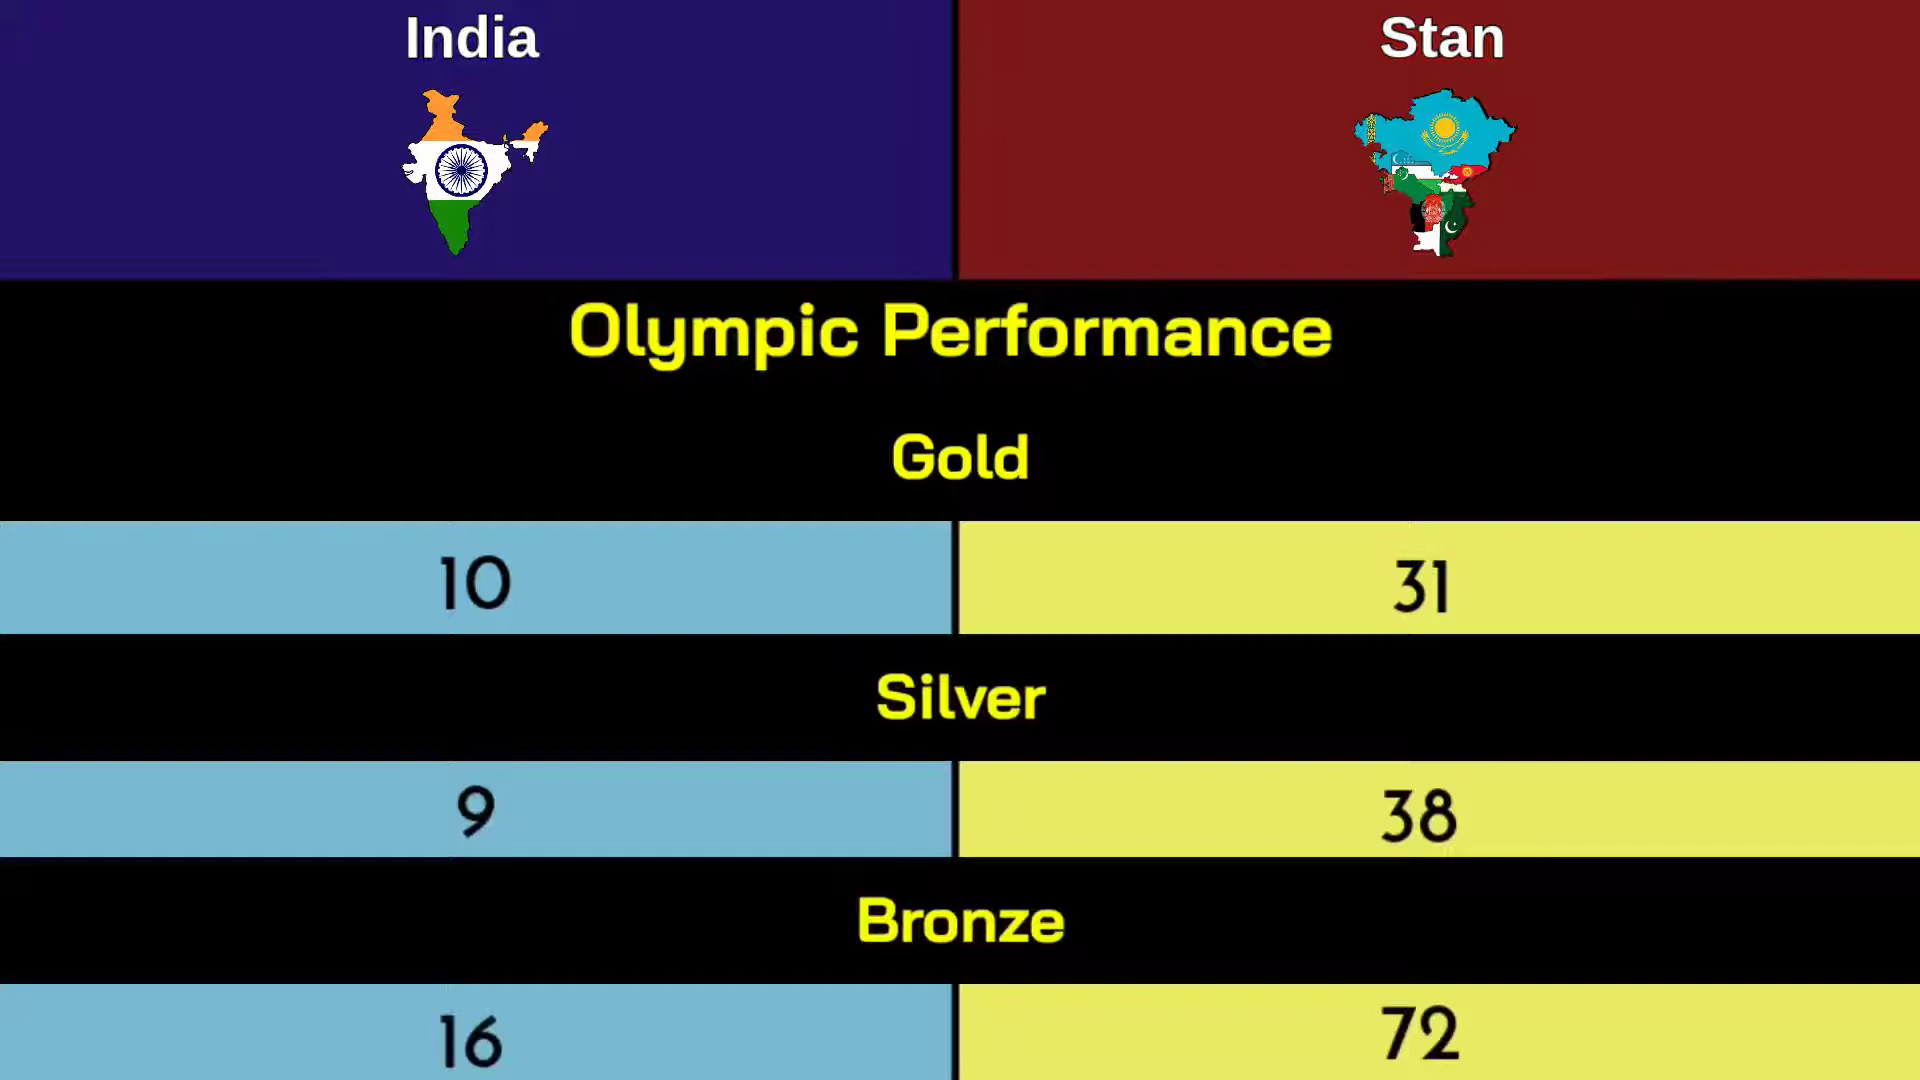 India
Stan
Olympic Performance
Gold
10
31
Silver
9
38
Bronze
16
72